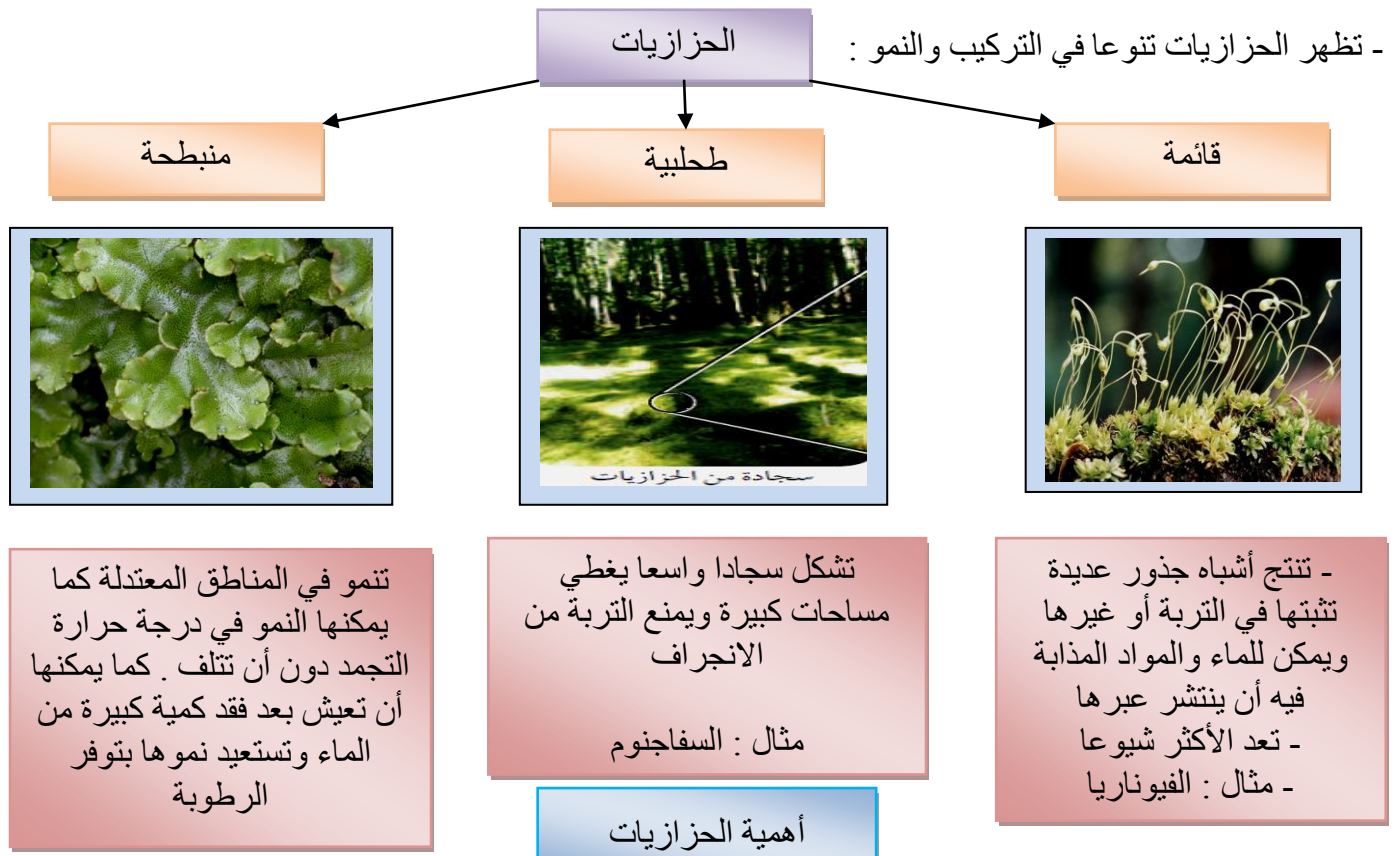 - تظهر الحزازيات تنوعا في التركيب والنمو :
الحزازيات
قائمة
طحلبية
منبطحة
سجادة من الحزازيات
- تنتج أشباه جذور عديدة
تثبتها في التربة أو غيرها
ويمكن للماء والمواد المذابة
فيه أن ينتشر عبرها
- تعد الأكثر شيوعا
- مثال : الفيوناريا
تشكل سجادا واسعا يغطي
مساحات كبيرة ويمنع التربة من
الانجراف
مثال : السفاجنوم
تنمو في المناطق المعتدلة كما
يمكنها النمو في درجة حرارة
التجمد دون أن تتلف . كما يمكنها
أن تعيش بعد فقد كمية كبيرة من
الماء وتستعيد نموها بتوفر
الرطوبة
أهمية الحزازيات